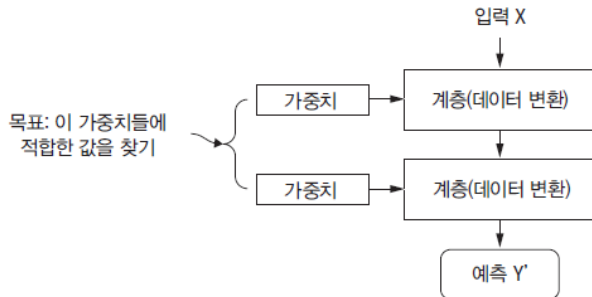 입력 X
가중치
계층(데이터 변환)
목표: 이 가중치들에
적합한 값을 찾기
가중치
계층(데이터 변환)
예측 Y'